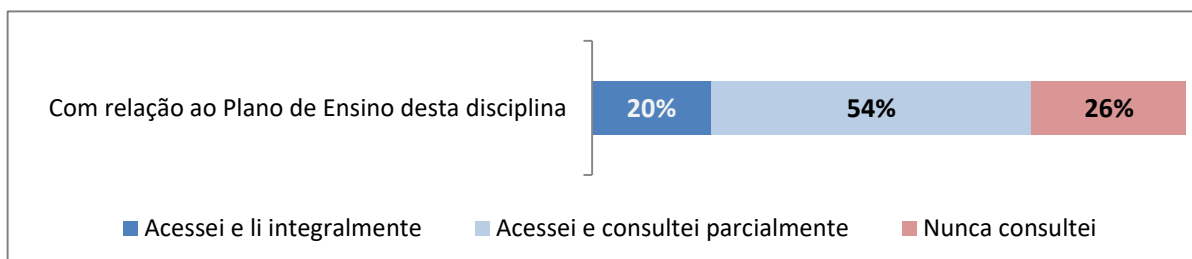 Com relação ao Plano de Ensino desta disciplina 20% 54% 26%
Acessei e li integralmente Acessei e consultei parcialmente Nunca consultei